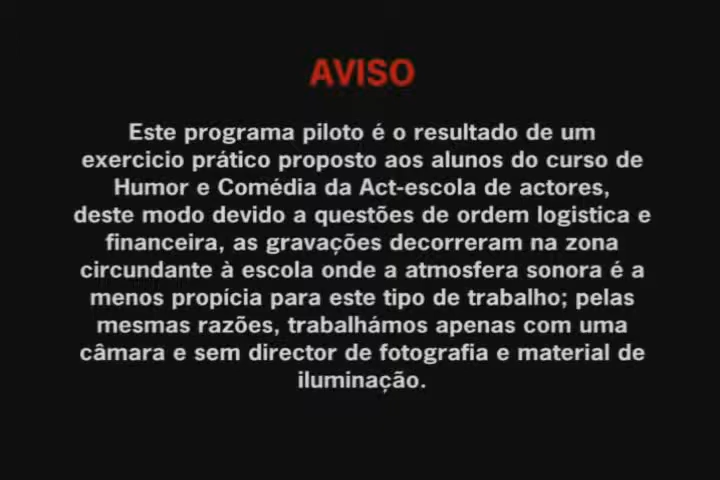 AVISO
Este programa piloto é o resultado de um
exercicio prático proposto aos alunos do curso de
Humor e Comédia da Act-escola de actores,
deste modo devido a questões de ordem logistica e
financeira, as gravações decorreram na zona
circundante à escola onde a atmosfera sonora é a
menos propícia para este tipo de trabalho; pelas
mesmas razões, trabalhámos apenas com uma
câmara e sem director de fotografia e material de
iluminação.